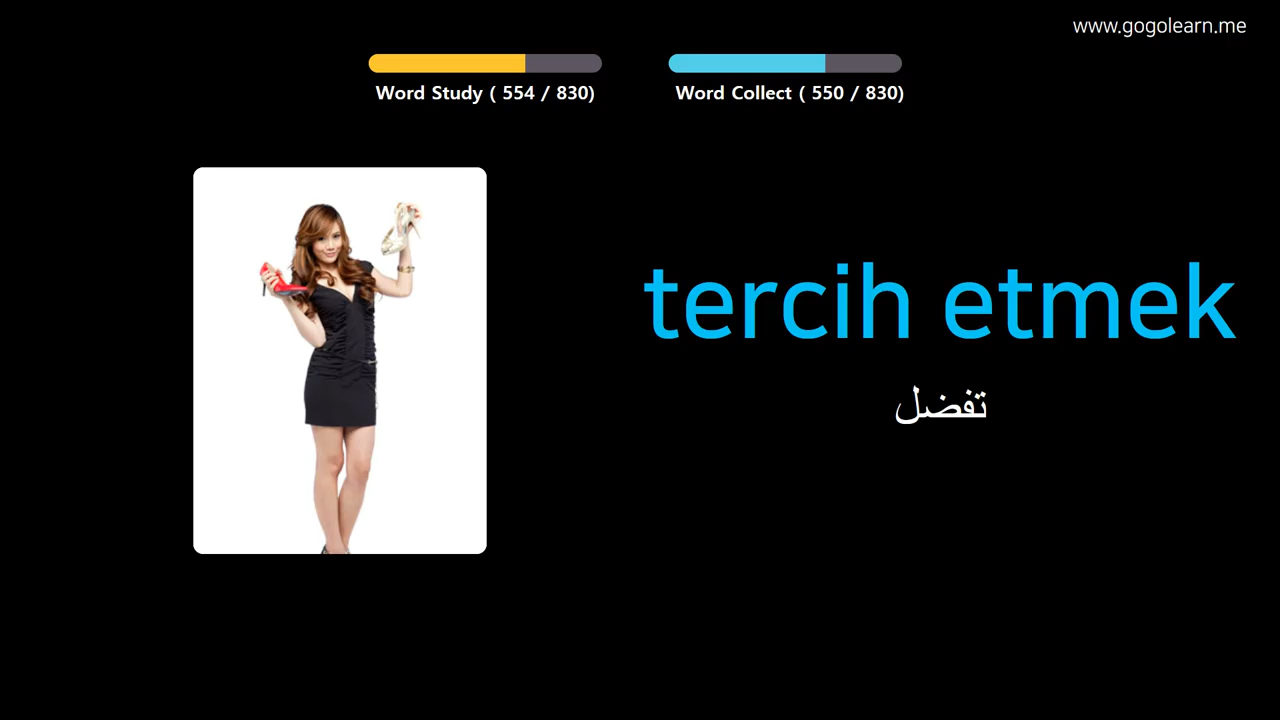 www.gogolearn.me
Word Study ( 554 / 830)
Word Collect ( 550 / 830)
tercih etmek
تفضل